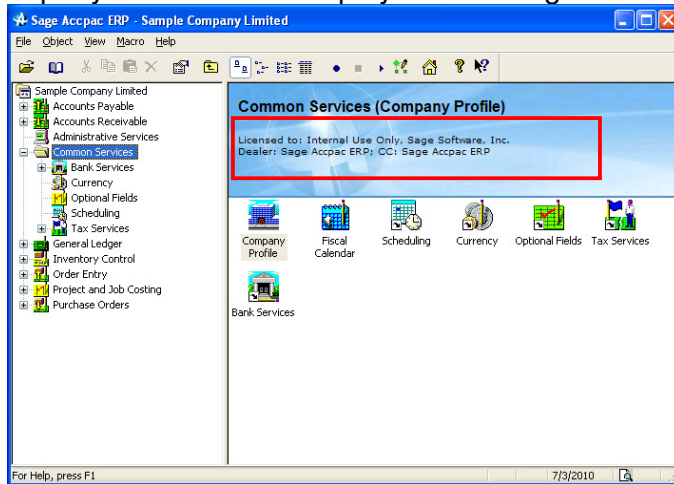 Sage Accpac ERP - Sample Company Limited
File Object View Macro Help
Sample Company Limited
Accounts Payable
Accounts Receivable
Administrative Services
Common Services
Bank Services
Currency
Optional Fields
Scheduling
Tax Services
General Ledger
Inventory Control
Order Entry
Project and Job Costing
Purchase Orders
Common Services (Company Profile)
Licensed to: Internal Use Only, Sage Software, Inc.
Dealer: Sage Accpac ERP; CC: Sage Accpac ERP
Company Profile
Fiscal Calendar
Scheduling
Currency
Optional Fields
Tax Services
Bank Services
For Help, press F1
7/3/2010